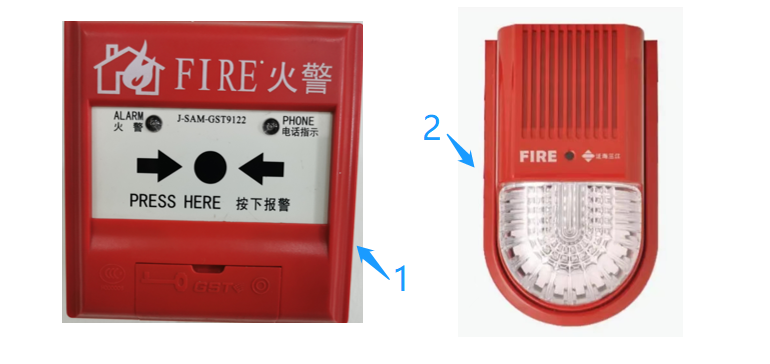 FIRE 火警
ALARM
火 警
J-SAM-GST9122
PHONE
电话指示
PRESS HERE 按下报警
GST
1
2
FIRE